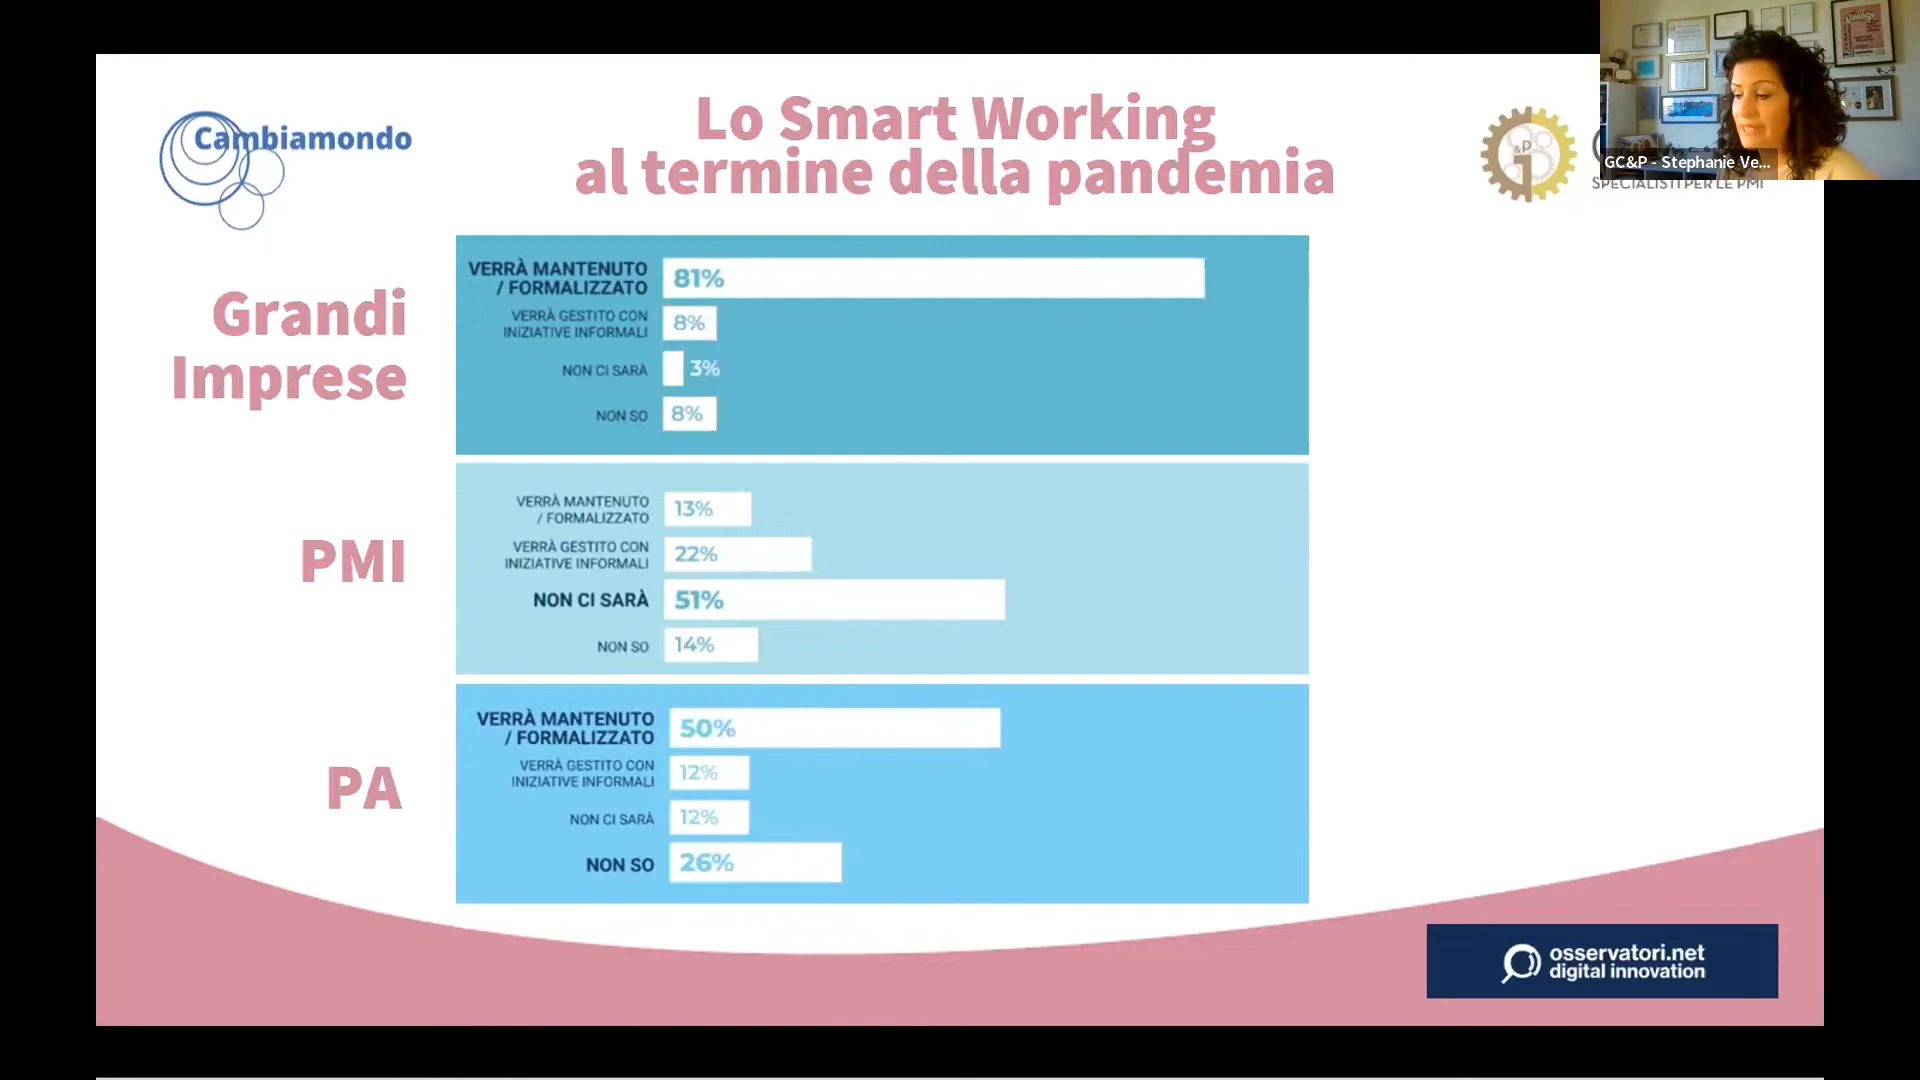 Cambiamondo
Lo Smart Working
al termine della pandemia
&P
GC&P - Stephanie Ve...
SPECIALISTI PER LE PMI
Grandi
Imprese
VERRÀ MANTENUTO
/ FORMALIZZATO
81%
VERRÀ GESTITO CON
INIZIATIVE INFORMALI
8%
NON CI SARÀ
3%
NON SO
8%
PMI
VERRÀ MANTENUTO
/ FORMALIZZATO
13%
VERRÀ GESTITO CON
INIZIATIVE INFORMALI
22%
NON CI SARÀ
51%
NON SO
14%
PA
VERRÀ MANTENUTO
/ FORMALIZZATO
50%
VERRÀ GESTITO CON
INIZIATIVE INFORMALI
12%
NON CI SARÀ
12%
NON SO
26%
osservatori.net
digital innovation